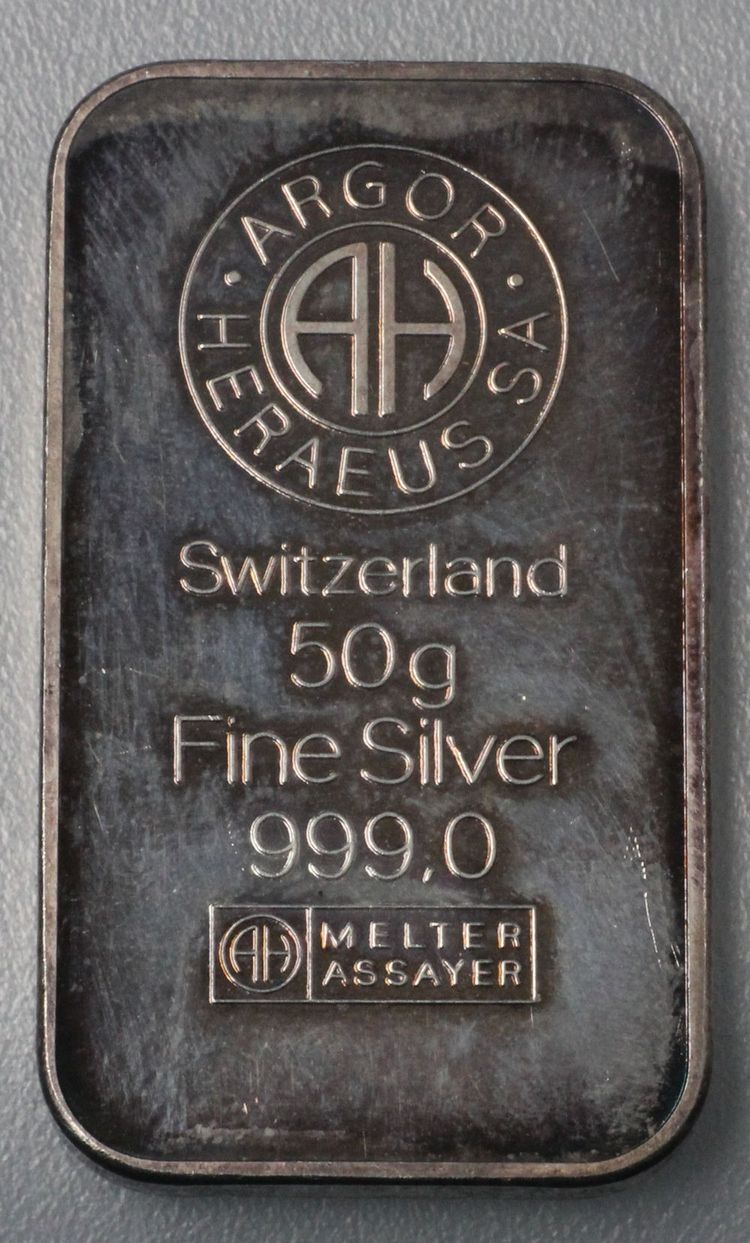 • ARGOR •
HERAEUS SA
AH
Switzerland
50g
Fine Silver
999,0
AH
MELTER
ASSAYER